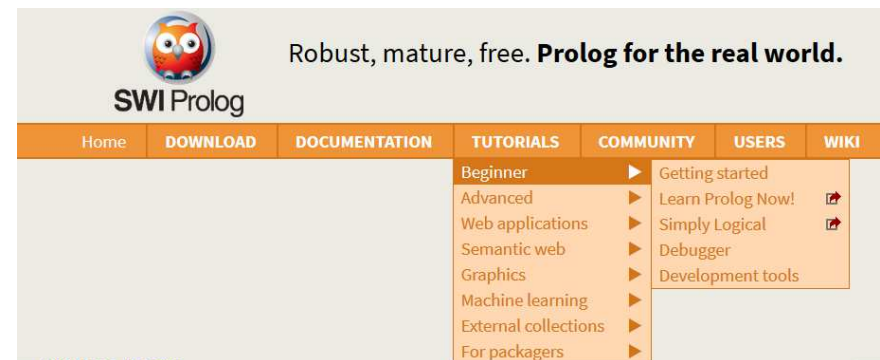 Robust, mature, free. Prolog for the real world.
SWI Prolog
Home DOWNLOAD DOCUMENTATION TUTORIALS COMMUNITY USERS WIKI
Beginner
Advanced
Web applications
Semantic web
Graphics
Machine learning
External collections
For packagers
Getting started
Learn Prolog Now!
Simply Logical
Debugger
Development tools